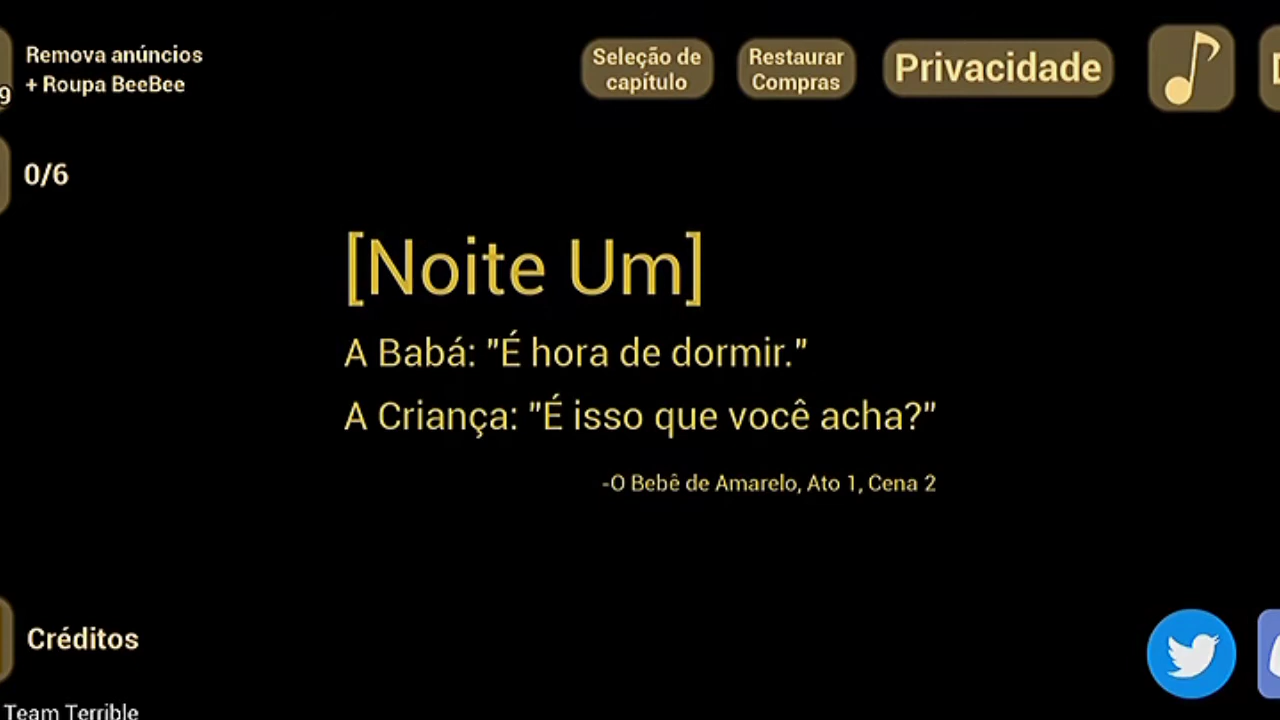 Remova anúncios
+ Roupa BeeBee
9
Seleção de
capítulo
Restaurar
Compras
Privacidade
0/6
[Noite Um]
A Babá: "É hora de dormir."
A Criança: "É isso que você acha?"
-O Bebê de Amarelo, Ato 1, Cena 2
Créditos
Team Terrible